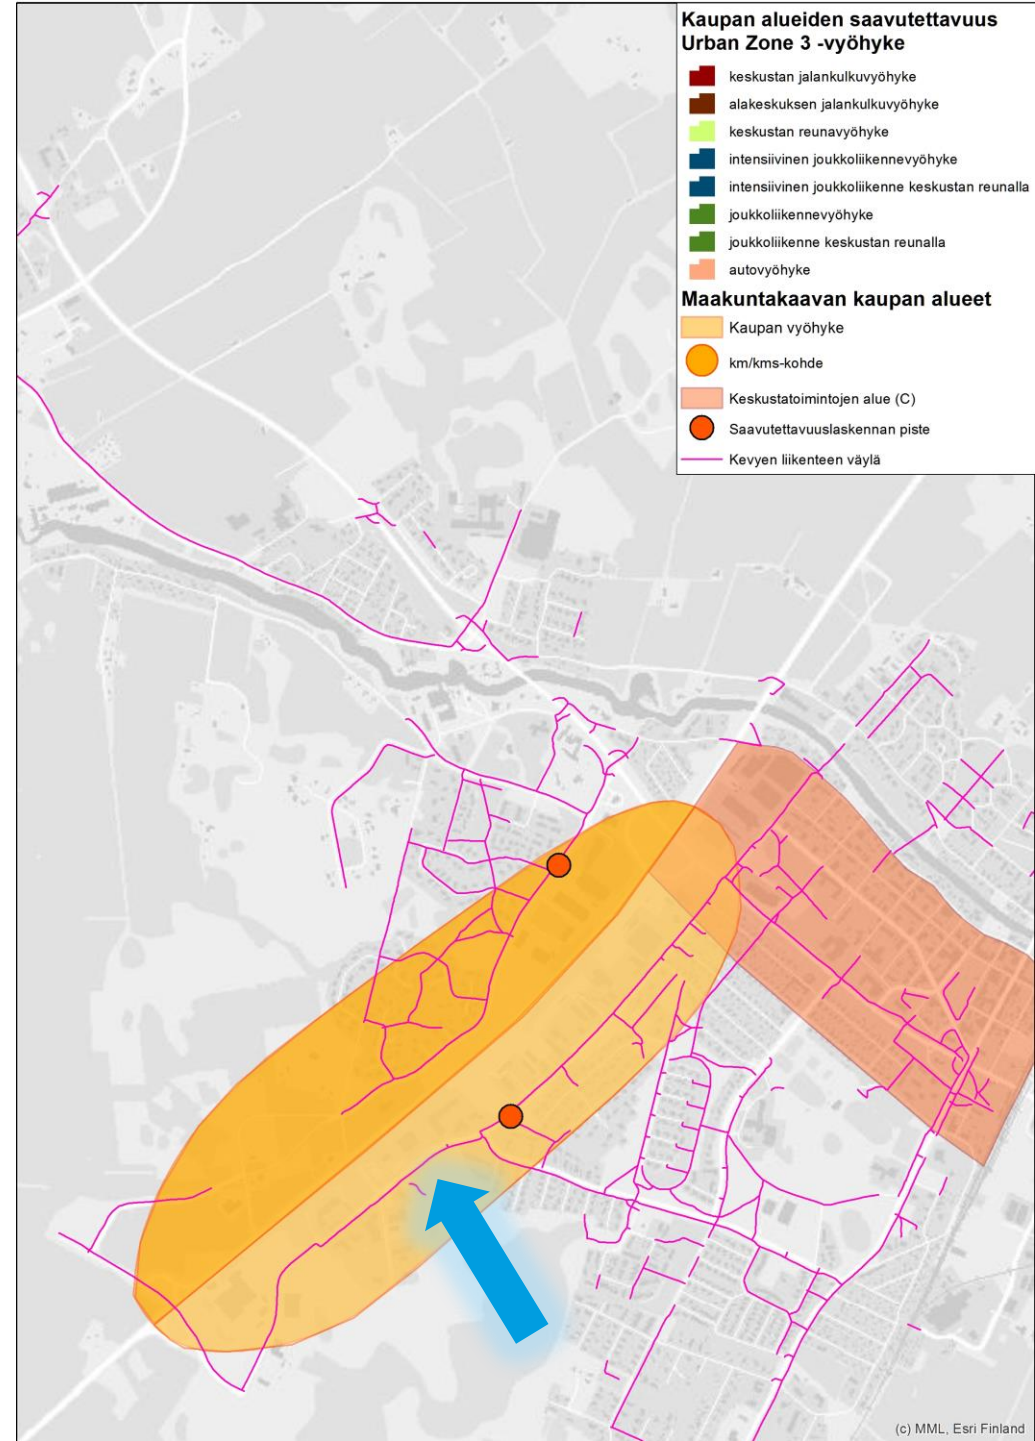 Kaupan alueiden saavutettavuus
Urban Zone 3 -vyöhyke
keskustan jalankulkuvyöhyke
alakeskuksen jalankulkuvyöhyke
keskustan reunavyöhyke
intensiivinen joukkoliikennevyöhyke
intensiivinen joukkoliikenne keskustan reunalla
joukkoliikennevyöhyke
joukkoliikenne keskustan reunalla
autovyöhyke
Maakuntakaavan kaupan alueet
Kaupan vyöhyke
km/kms-kohde
Keskustatoimintojen alue (C)
Saavutettavuuslaskennan piste
Kevyen liikenteen väylä
(c) MML, Esri Finland